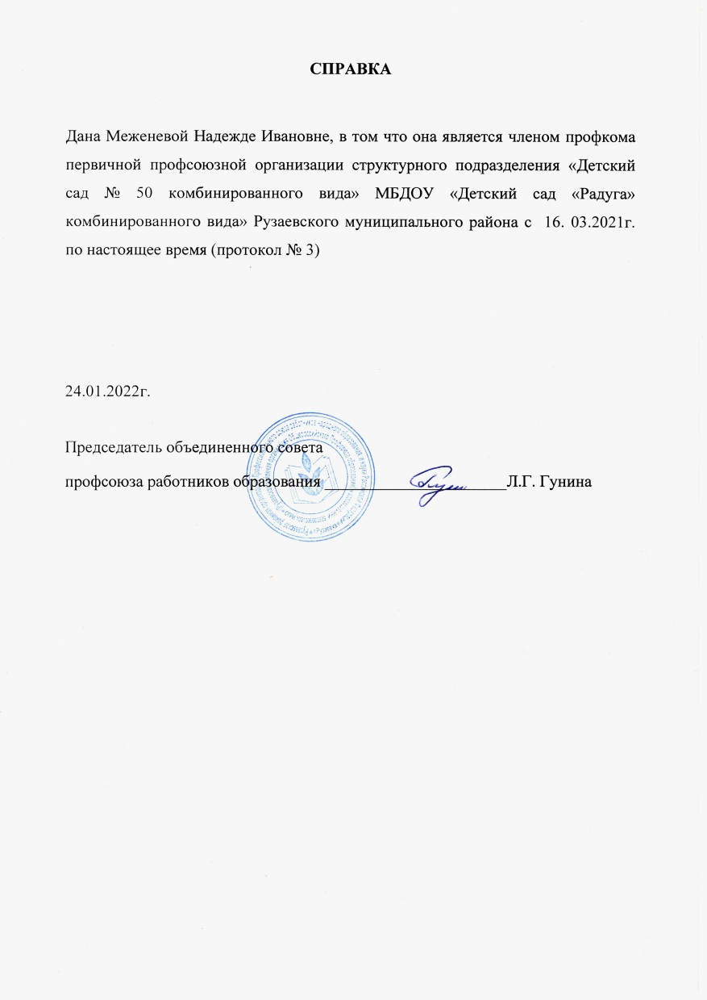 СПРАВКА
Дана Меженевой Надежде Ивановне, в том что она является членом профкома
первичной профсоюзной организации структурного подразделения «Детский
сад № 50 комбинированного вида» МБДОУ «Детский сад «Радуга»
комбинированного вида» Рузаевского муниципального района с 16. 03.2021г.
по настоящее время (протокол № 3)
24.01.2022г.
Председатель объединенного совета
профсоюза работников образования ______________________Л.Г. Гунина